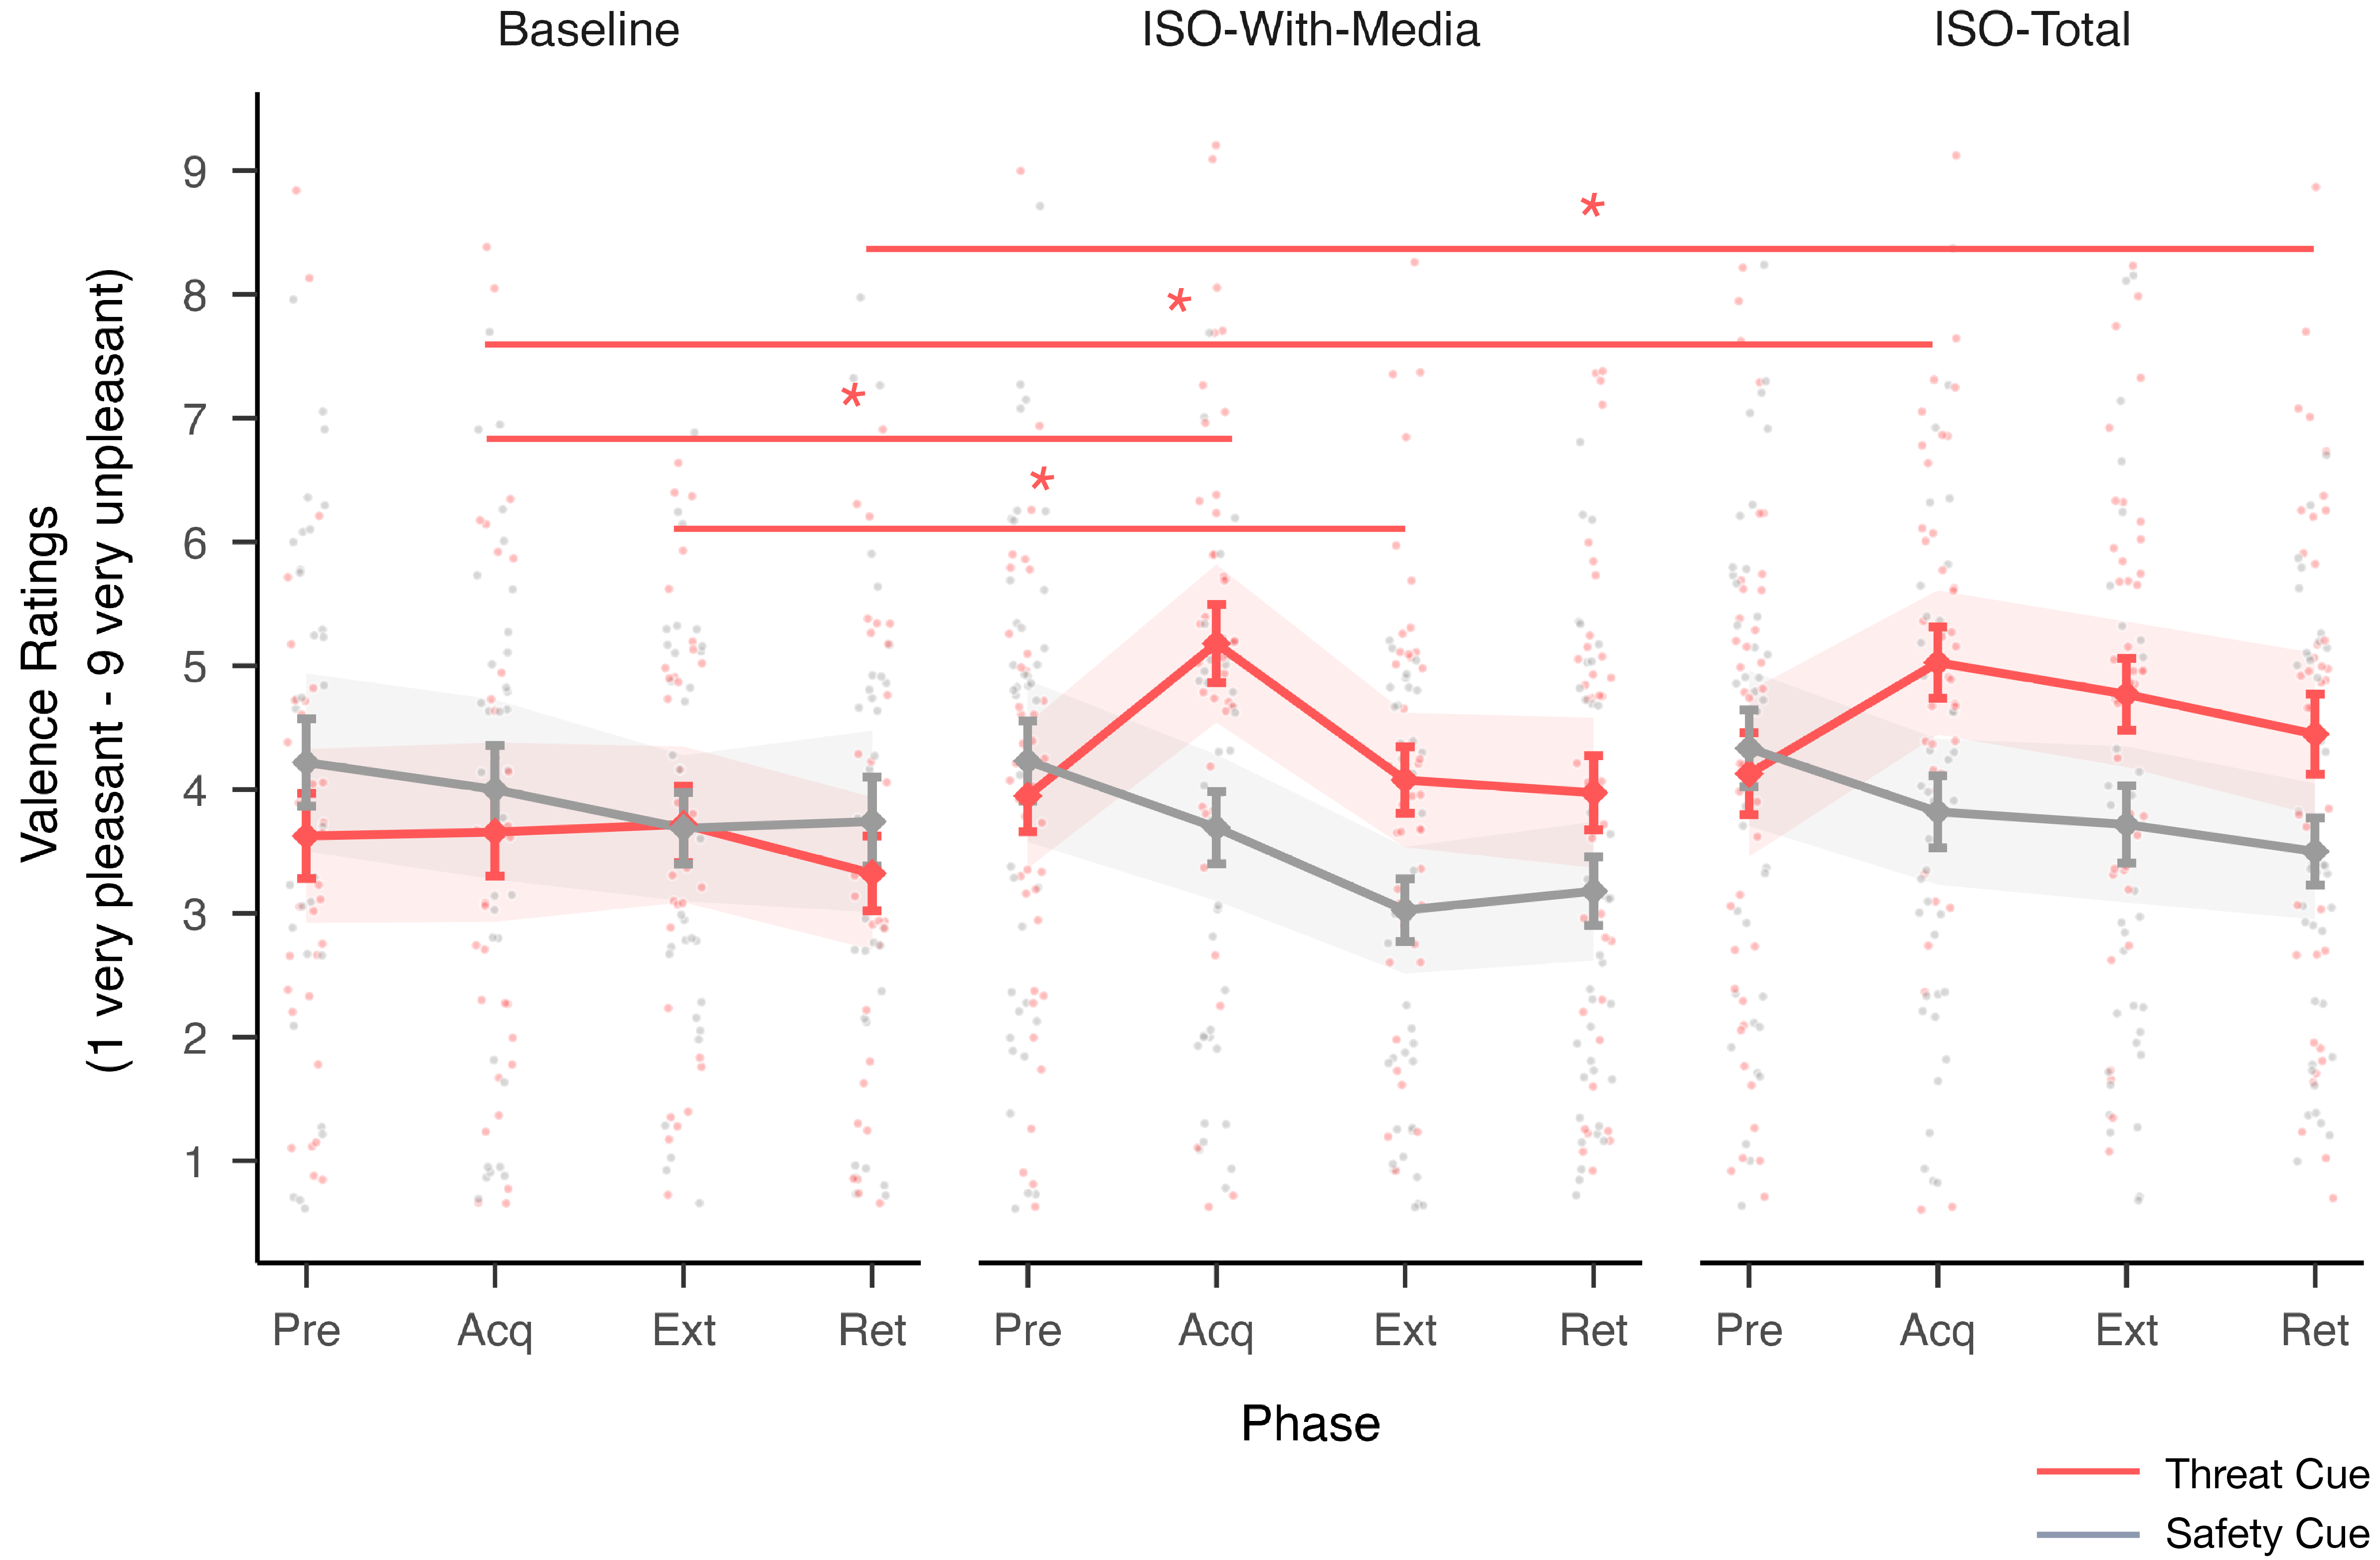 Baseline ISO-With-Media ISO-Total
Valence Ratings
(1 very pleasant - 9 very unpleasant)
9
8
7
6
5
4
3
2
1
*
*
*
*
Pre Acq Ext Ret Pre Acq Ext Ret Pre Acq Ext Ret
Phase
Threat Cue
Safety Cue